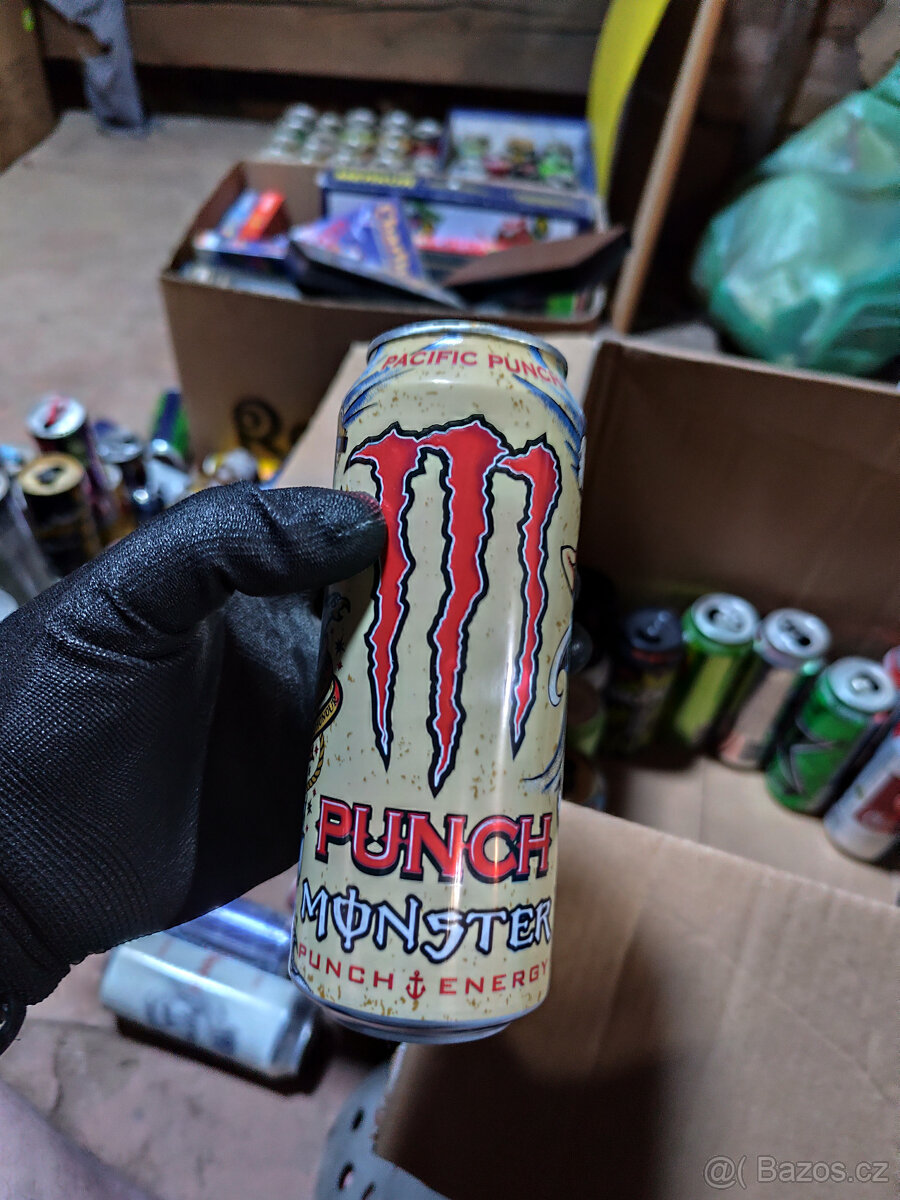 PACIFIC PUNCH
PUNCH
MONSTER
PUNCH ENERGY
@( Bazos.cz